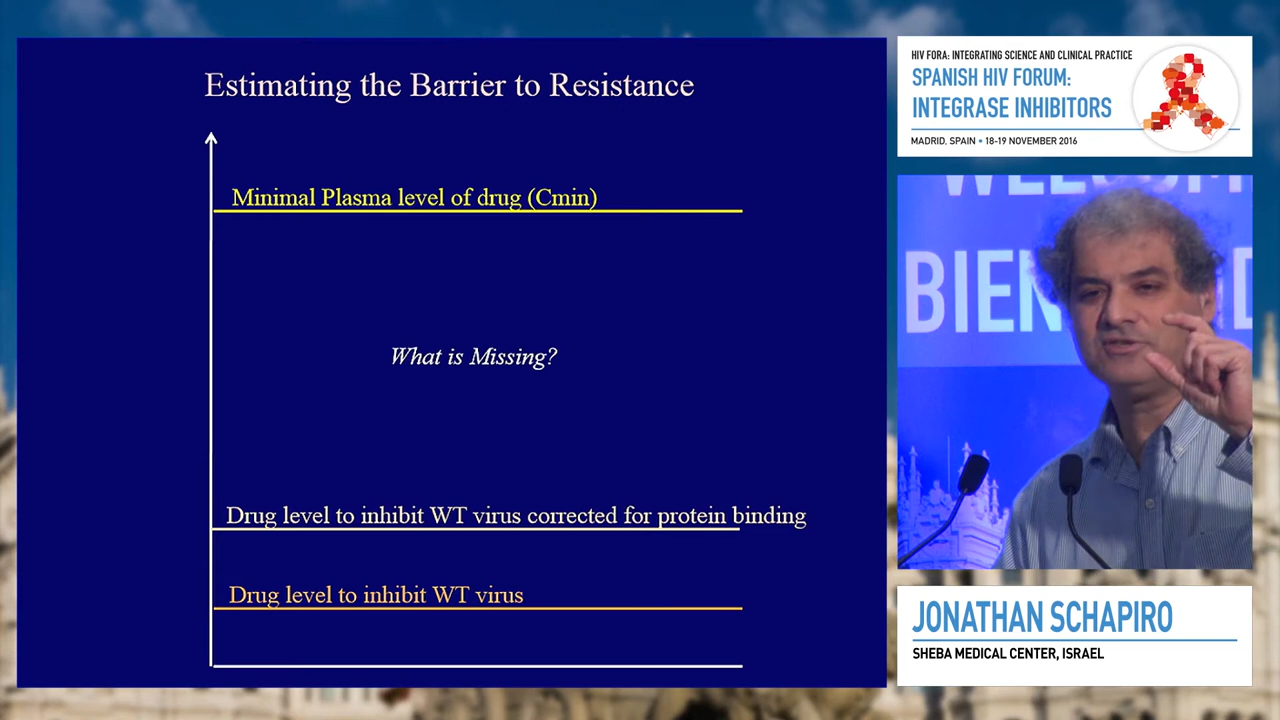 Estimating the Barrier to Resistance
Minimal Plasma level of drug (Cmin)
What is Missing?
Drug level to inhibit WT virus corrected for protein binding
Drug level to inhibit WT virus
HIV FORA: INTEGRATING SCIENCE AND CLINICAL PRACTICE
SPANISH HIV FORUM:
INTEGRASE INHIBITORS
MADRID, SPAIN • 18-19 NOVEMBER 2016
JONATHAN SCHAPIRO
SHEBA MEDICAL CENTER, ISRAEL